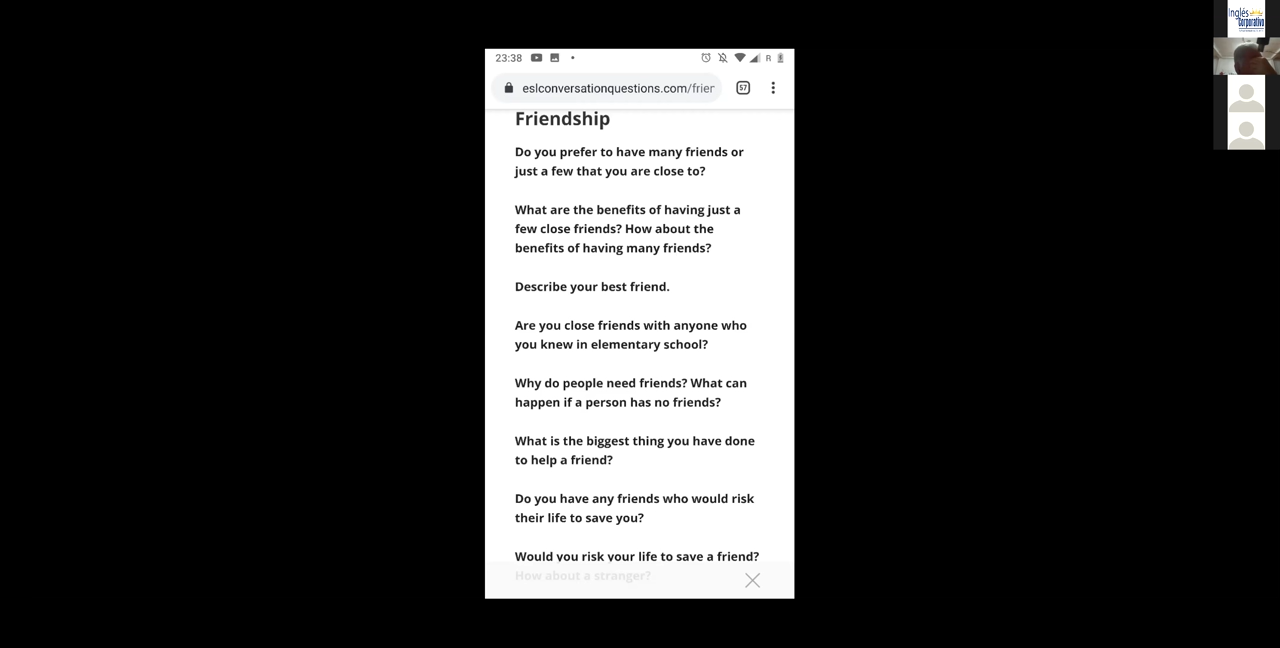 23:38
R
eslconversationquestions.com/frier
57
Friendship
Do you prefer to have many friends or
just a few that you are close to?
What are the benefits of having just a
few close friends? How about the
benefits of having many friends?
Describe your best friend.
Are you close friends with anyone who
you knew in elementary school?
Why do people need friends? What can
happen if a person has no friends?
What is the biggest thing you have done
to help a friend?
Do you have any friends who would risk
their life to save you?
Would you risk your life to save a friend?
How about a stranger?
Inglés
Corporativo